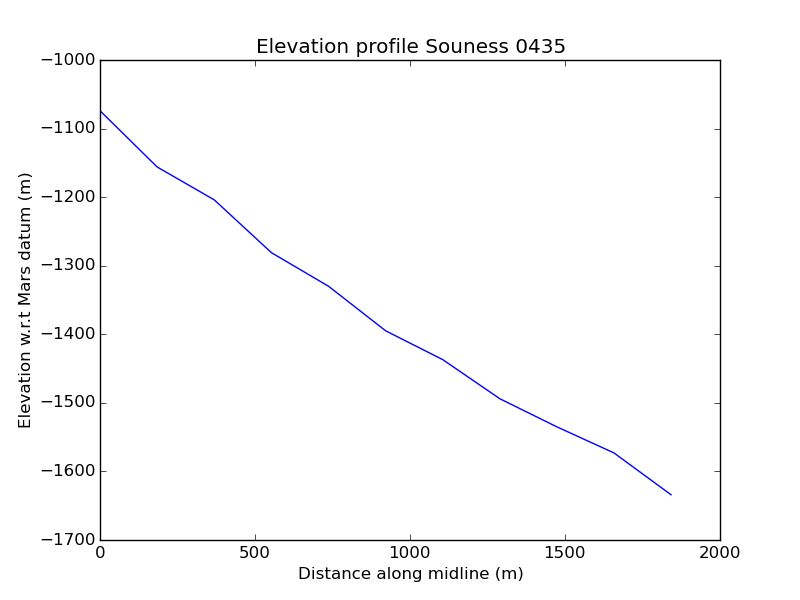 Elevation profile Souness 0435
−1000
−1100
−1200
−1300
−1400
−1500
−1600
−1700
Elevation w.r.t Mars datum (m)
0 500 1000 1500 2000
Distance along midline (m)